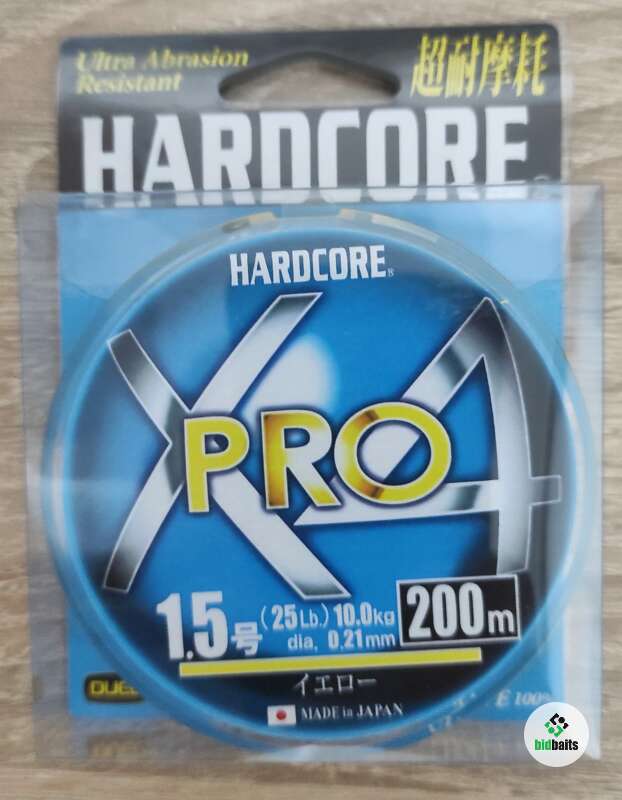 Ultra Abrasion
Resistant
超耐摩耗
HARDCORE
HARDCORE®
X4
PRO
1.5号 (25Lb.) 10.0kg
dia. 0.21mm
200m
イエロー
MADE in JAPAN
E 100%
bidbaits